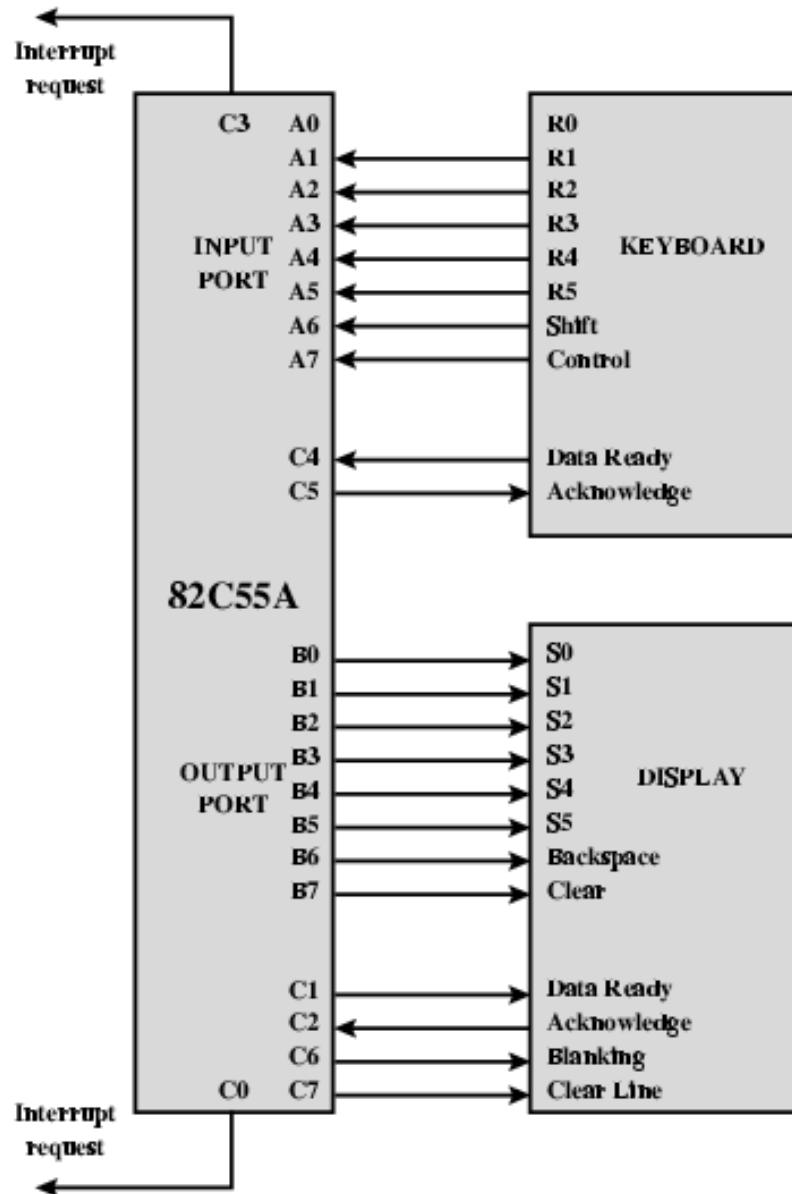 Interrupt
request
C3
A0
R0
A1
R1
A2
R2
A3
R3
INPUT
PORT
KEYBOARD
A4
R4
A5
R5
A6
Shift
A7
Control
C4
Data Ready
C5
Acknowledge
82C55A
B0
S0
B1
S1
B2
S2
B3
S3
OUTPUT
PORT
DISPLAY
B4
S4
B5
S5
B6
Backspace
B7
Clear
C1
Data Ready
C2
Acknowledge
C6
Blanking
C0
C7
Clear Line
Interrupt
request